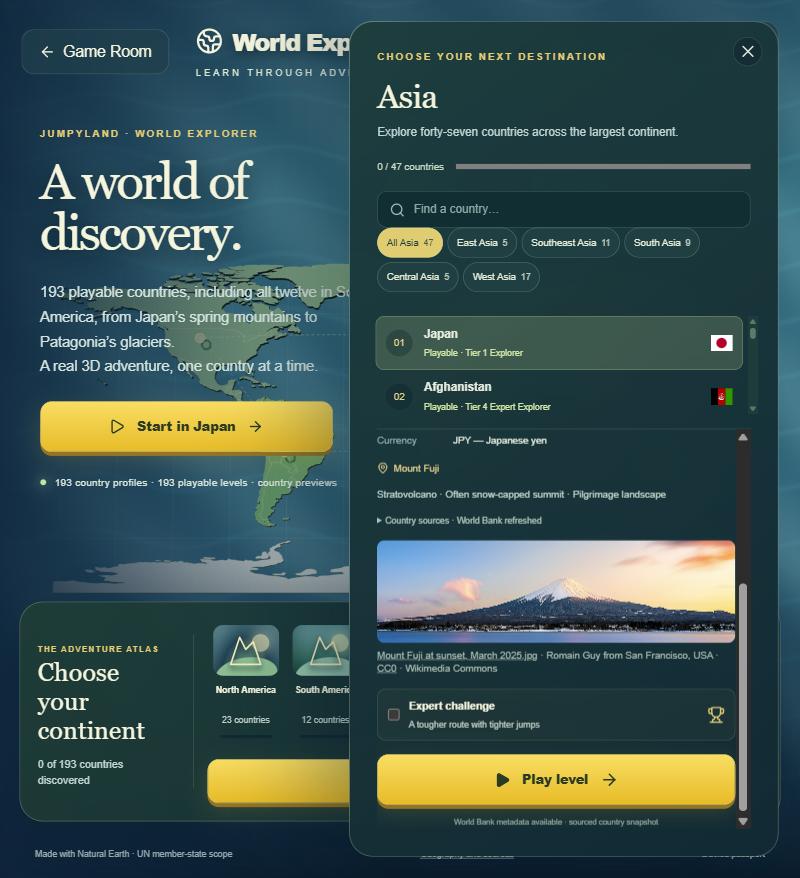 Game Room
World Exp
LEARN THROUGH ADV
JUMPYLAND · WORLD EXPLORER
A world of
discovery.
193 playable countries, including all twelve in So
America, from Japan’s spring mountains to
Patagonia’s glaciers.
A real 3D adventure, one country at a time.
Start in Japan
193 country profiles · 193 playable levels · country previews
THE ADVENTURE ATLAS
Choose
your
continent
0 of 193 countries
discovered
North America
23 countries
South Americ
12 countries
Made with Natural Earth · UN member-state scope
CHOOSE YOUR NEXT DESTINATION
Asia
Explore forty-seven countries across the largest continent.
0 / 47 countries
Find a country…
All Asia 47
East Asia 5
Southeast Asia 11
South Asia 9
Central Asia 5
West Asia 17
01
Japan
Playable · Tier 1 Explorer
02
Afghanistan
Playable · Tier 4 Expert Explorer
Currency JPY — Japanese yen
Mount Fuji
Stratovolcano · Often snow-capped summit · Pilgrimage landscape
Country sources · World Bank refreshed
Mount Fuji at sunset, March 2025.jpg · Romain Guy from San Francisco, USA ·
CC0 · Wikimedia Commons
Expert challenge
A tougher route with tighter jumps
Play level
World Bank metadata available · sourced country snapshot